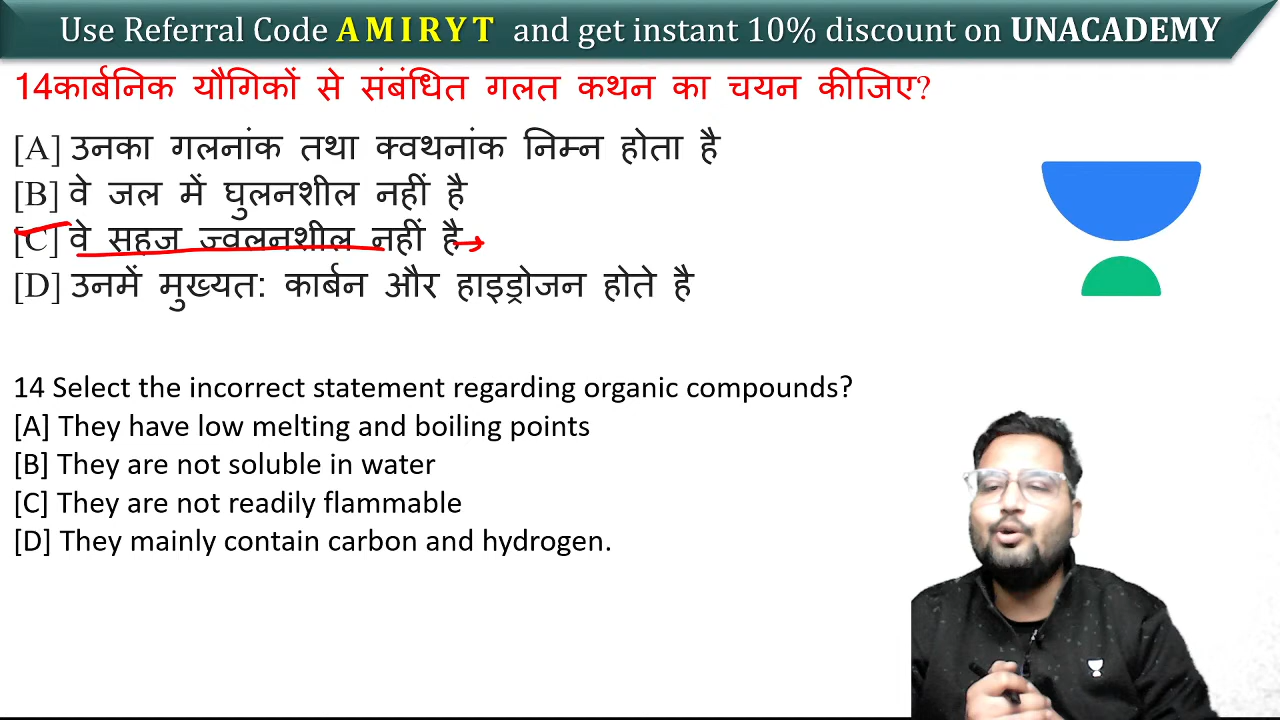 Use Referral Code A M I R Y T and get instant 10% discount on UNACADEMY
14कार्बनिक यौगिकों से संबंधित गलत कथन का चयन कीजिए?
[A] उनका गलनांक तथा क्वथनांक निम्न होता है
[B] वे जल में घुलनशील नहीं है
[C] वे सहज ज्वलनशील नहीं है
[D] उनमें मुख्यत: कार्बन और हाइड्रोजन होते है
14 Select the incorrect statement regarding organic compounds?
[A] They have low melting and boiling points
[B] They are not soluble in water
[C] They are not readily flammable
[D] They mainly contain carbon and hydrogen.